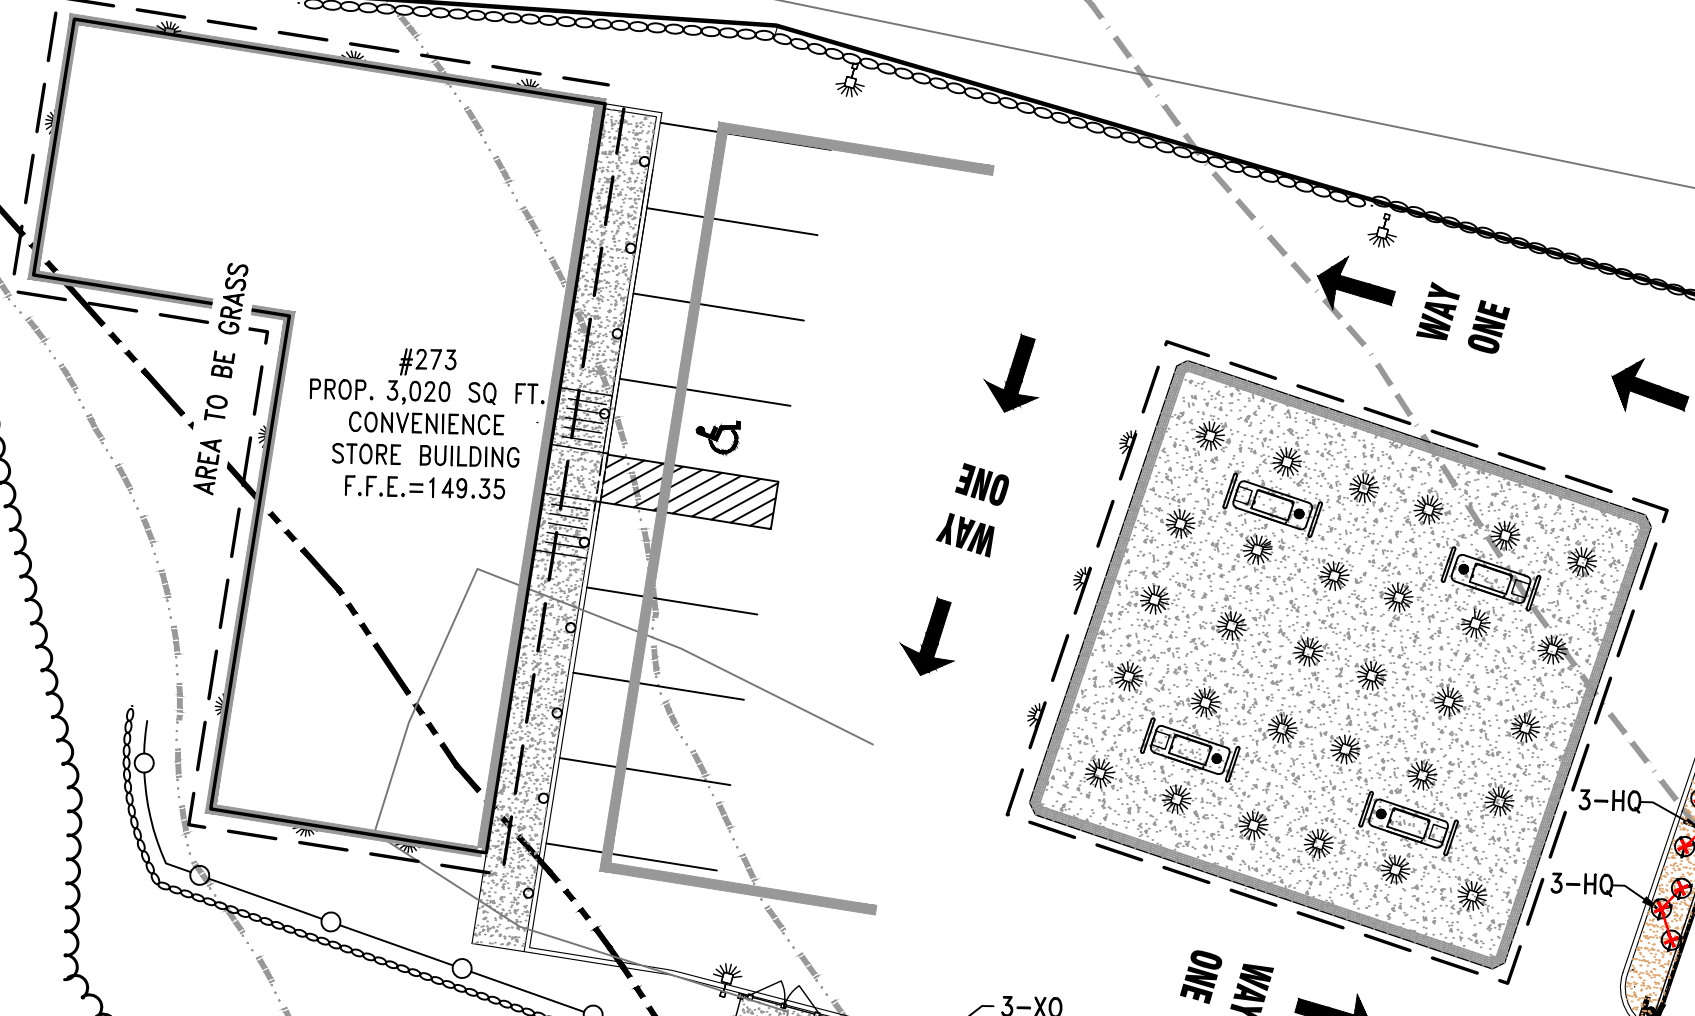 #273
PROP. 3,020 SQ FT.
CONVENIENCE
STORE BUILDING
F.F.E.=149.35
AREA TO BE GRASS
ONE
WAY
ONE
WAY
ONE
WAY
3-HQ
3-HQ
3-XO